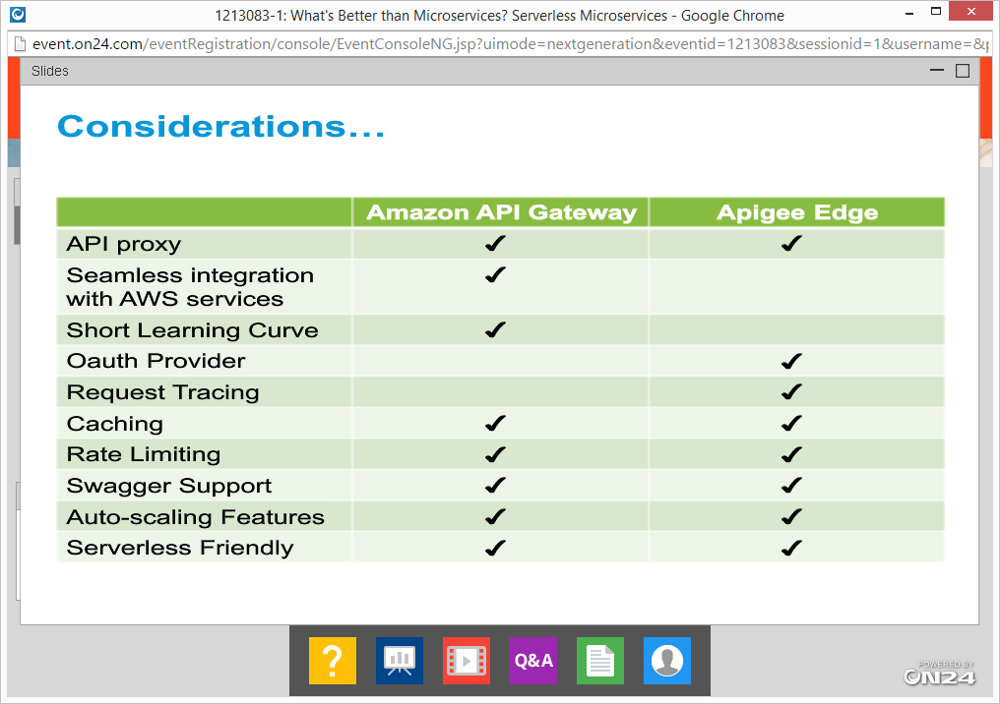 1213083-1: What's Better than Microservices? Serverless Microservices - Google Chrome
event.on24.com/eventRegistration/console/EventConsoleNG.jsp?uimode=nextgeneration&eventid=1213083&sessionid=1&username=&p
Slides
Considerations...
Amazon API Gateway Apigee Edge
API proxy ✓ ✓
Seamless integration ✓
with AWS services
Short Learning Curve ✓
Oauth Provider ✓
Request Tracing ✓
Caching ✓ ✓
Rate Limiting ✓ ✓
Swagger Support ✓ ✓
Auto-scaling Features ✓ ✓
Serverless Friendly ✓ ✓
? Q&A
POWERED BY
ON24